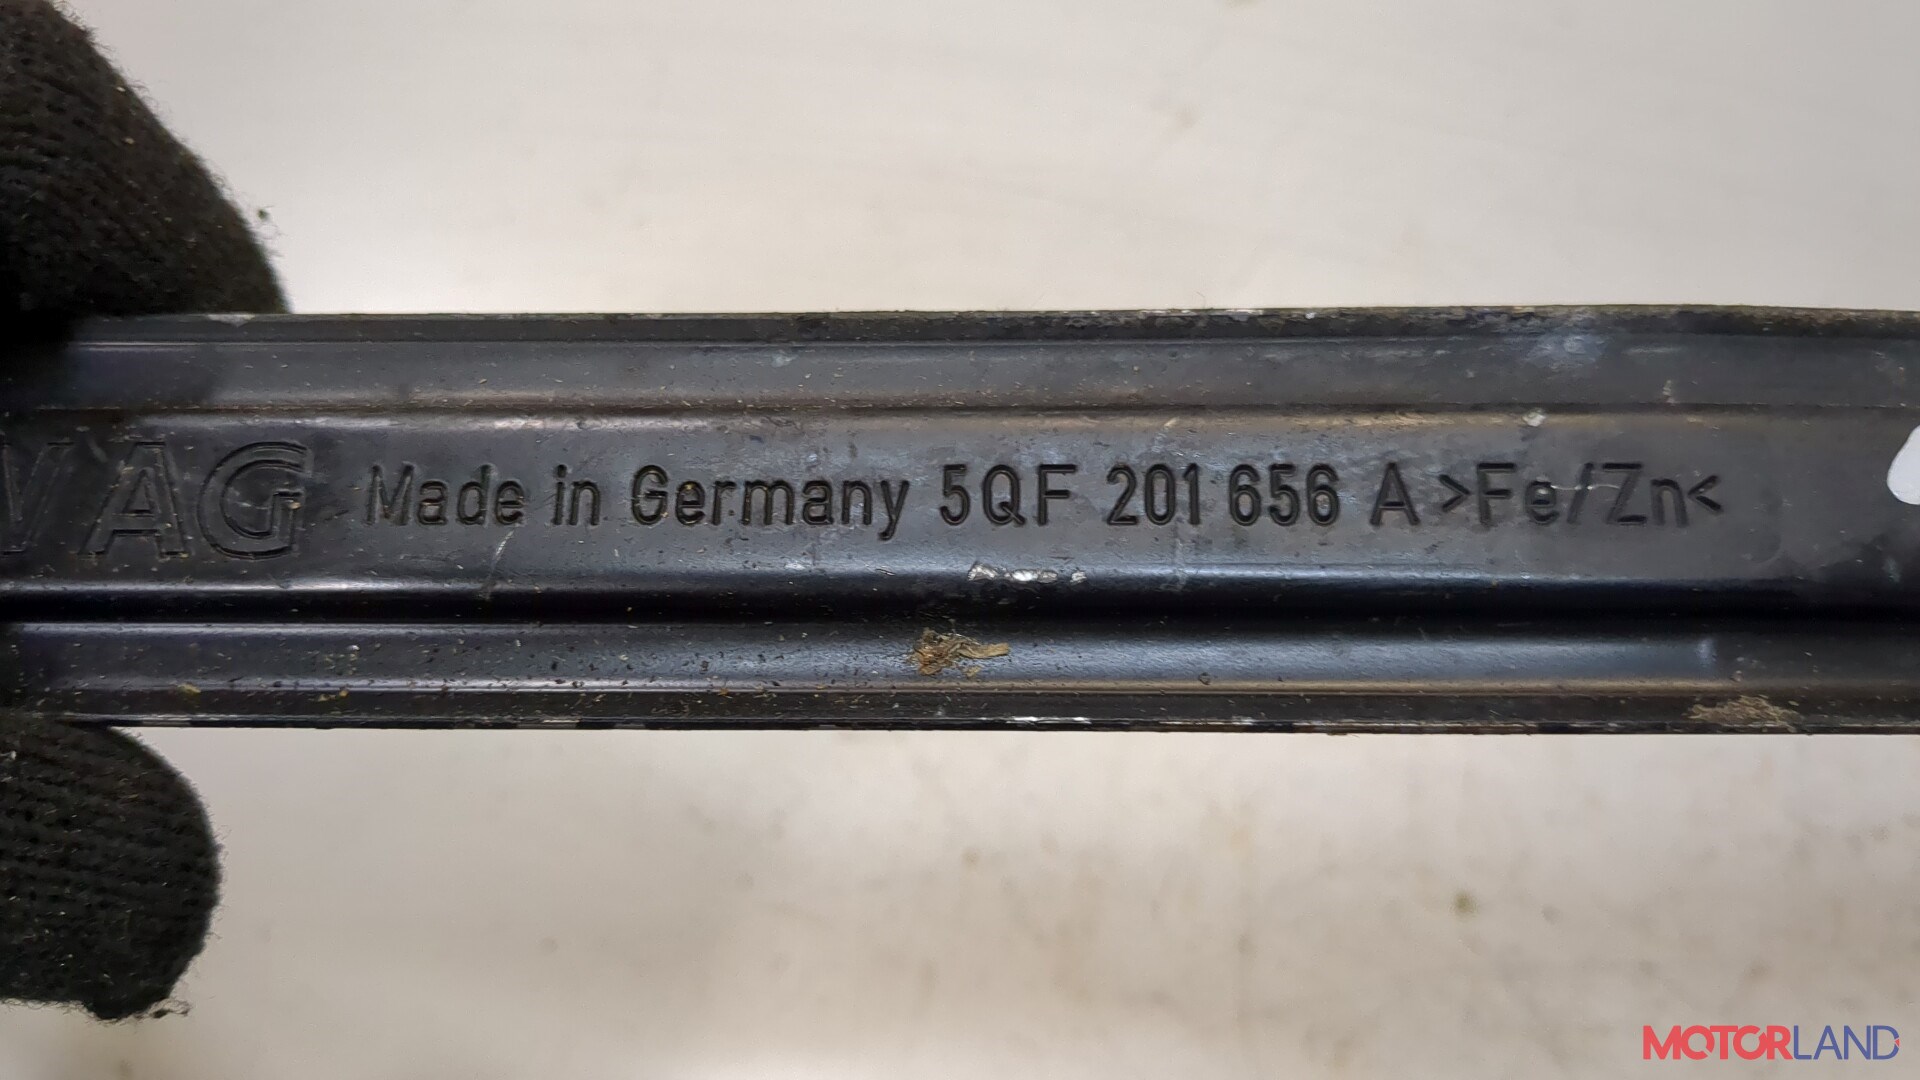 VAG Made in Germany 5QF 201 656 A >Fe/Zn<
MOTORLAND